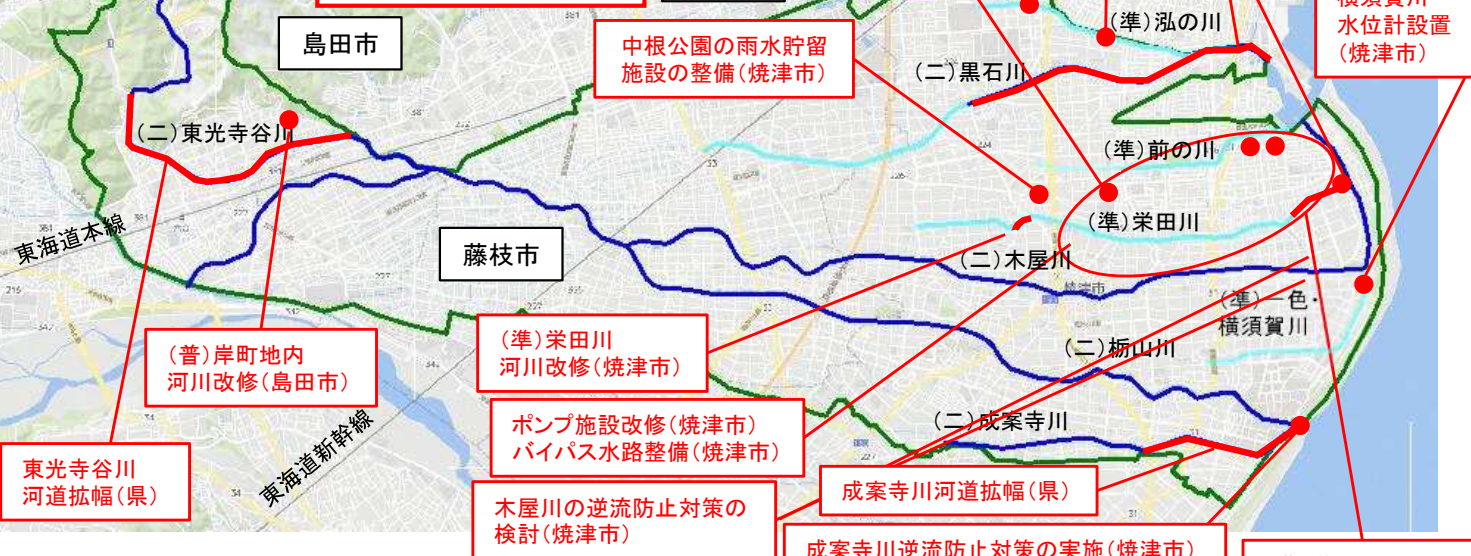 横須賀川
水位計設置
(焼津市)
(準)泓の川
島田市
中根公園の雨水貯留
施設の整備(焼津市)
(二)黒石川
(二)東光寺谷川
(準)前の川
(準)栄田川
東海道本線
藤枝市
(二)木屋川
(準)一色・
横須賀川
(普)岸町地内
河川改修(島田市)
(準)栄田川
河川改修(焼津市)
(二)栃山川
ポンプ施設改修(焼津市)
バイパス水路整備(焼津市)
(二)成案寺川
東海道新幹線
東光寺谷川
河道拡幅(県)
成案寺川河道拡幅(県)
木屋川の逆流防止対策の
検討(焼津市)
成案寺川逆流防止対策の実施(焼津市)